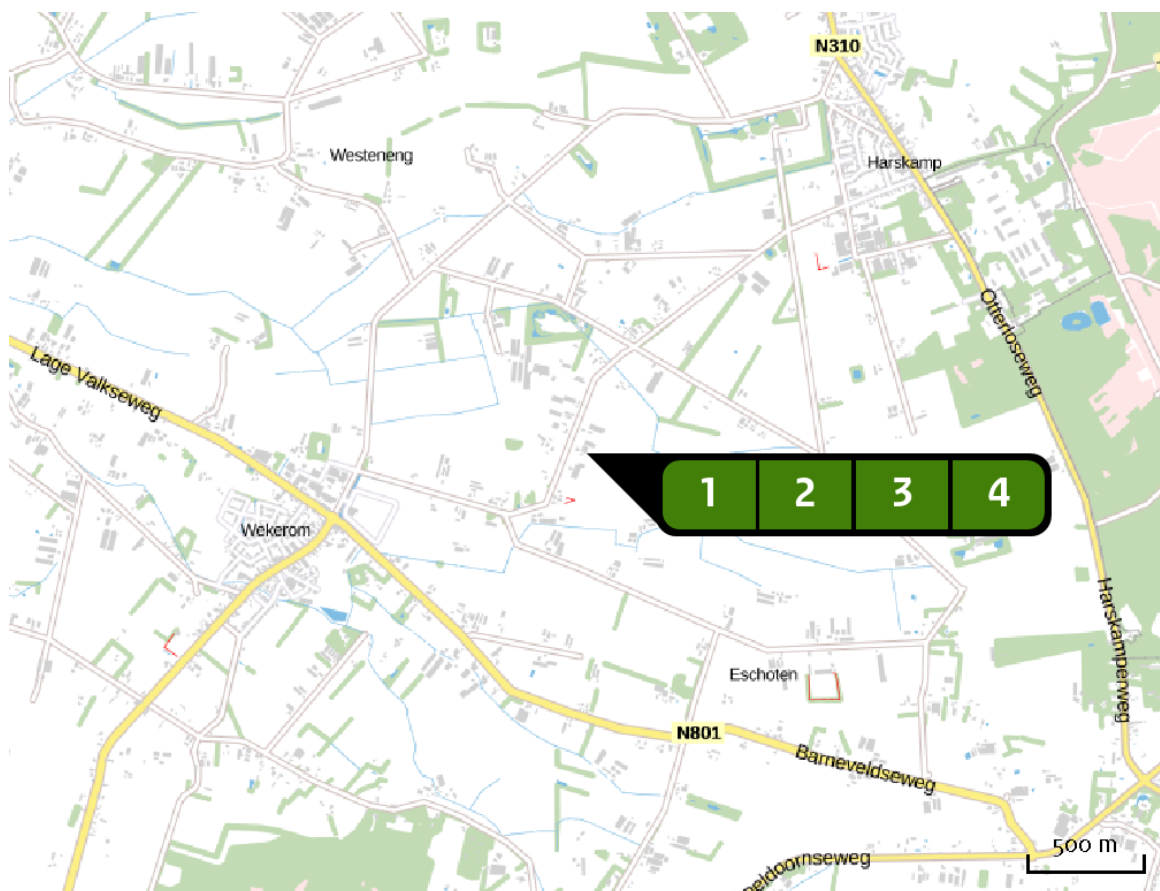 N310
Westeneng
Harskamp
Otterloseweg
Lage Valkseweg
1 2 3 4
Wekerom
Harskamperweg
Eschoten
N801
Barneveldseweg
500 m